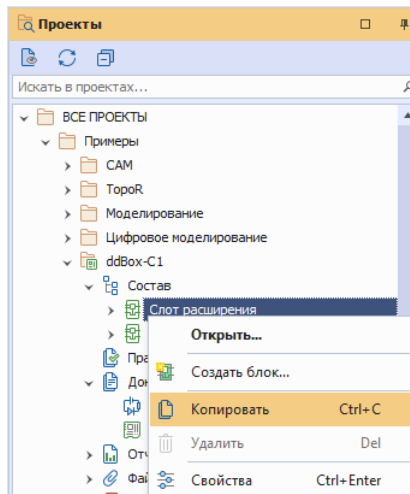 Проекты
Искать в проектах...
ВСЕ ПРОЕКТЫ
Примеры
CAM
TopoR
Моделирование
Цифровое моделирование
ddBox-C1
Состав
Слот расширения
Открыть...
Создать блок...
Копировать Ctrl+C
Удалить Del
Свойства Ctrl+Enter